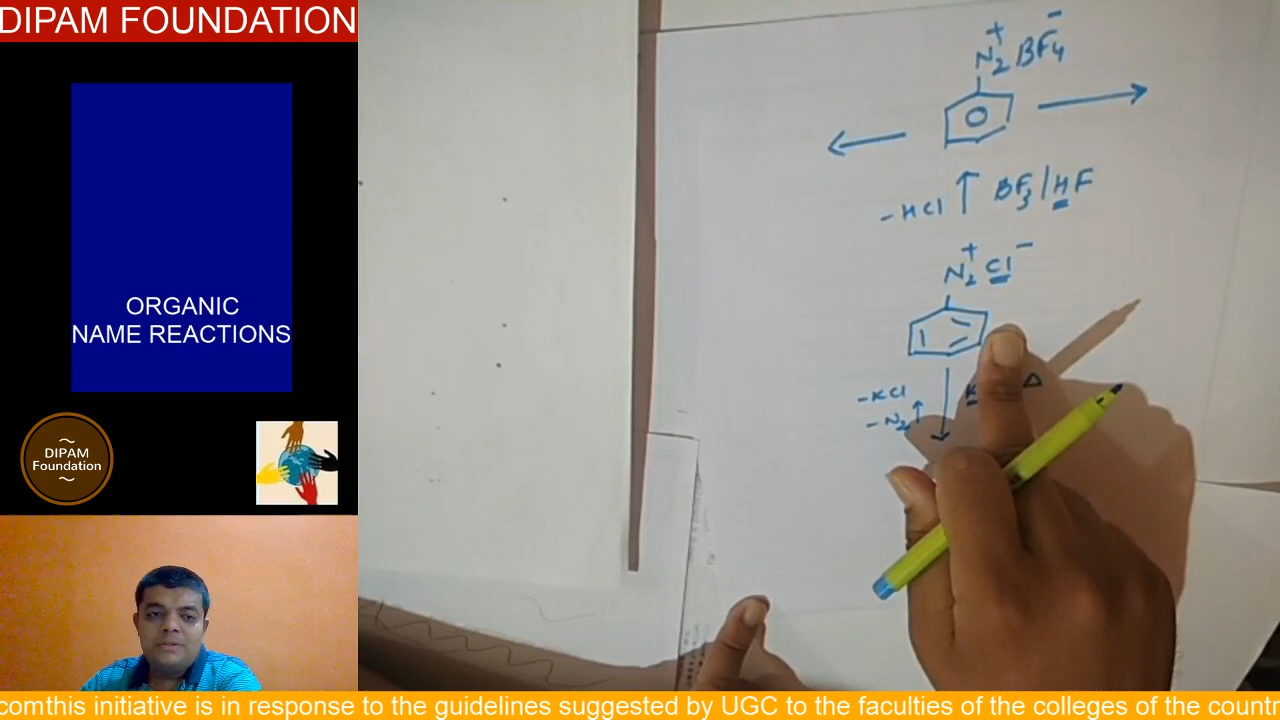 DIPAM FOUNDATION
ORGANIC
NAME REACTIONS
~
DIPAM
Foundation
~
N₂⁺ BF₄⁻
-HCl ↑ BF₃/HF
N₂⁺ Cl⁻
-KCl
K Δ
-N₂↑
comthis initiative is in response to the guidelines suggested by UGC to the faculties of the colleges of the countr